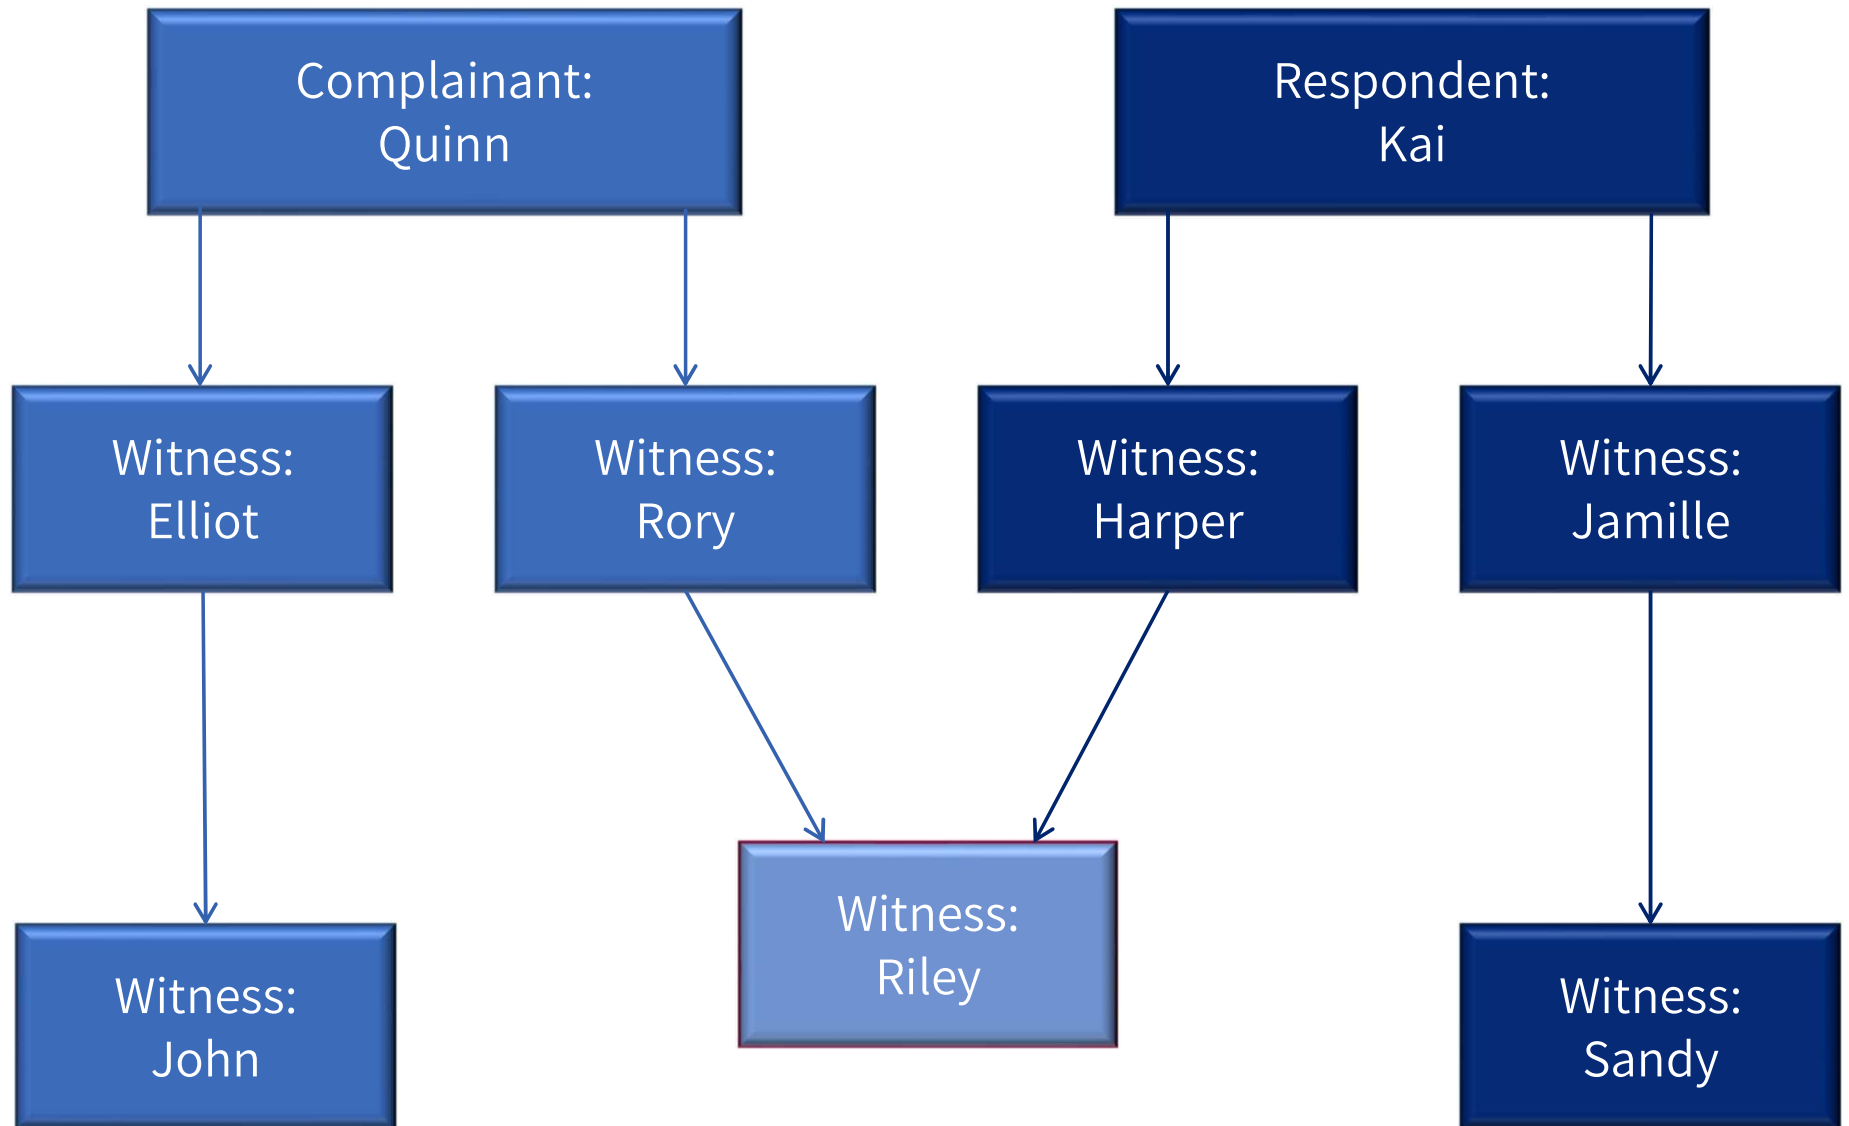 Complainant:
Quinn
Respondent:
Kai
Witness:
Elliot
Witness:
Rory
Witness:
Harper
Witness:
Jamille
Witness:
Riley
Witness:
John
Witness:
Sandy